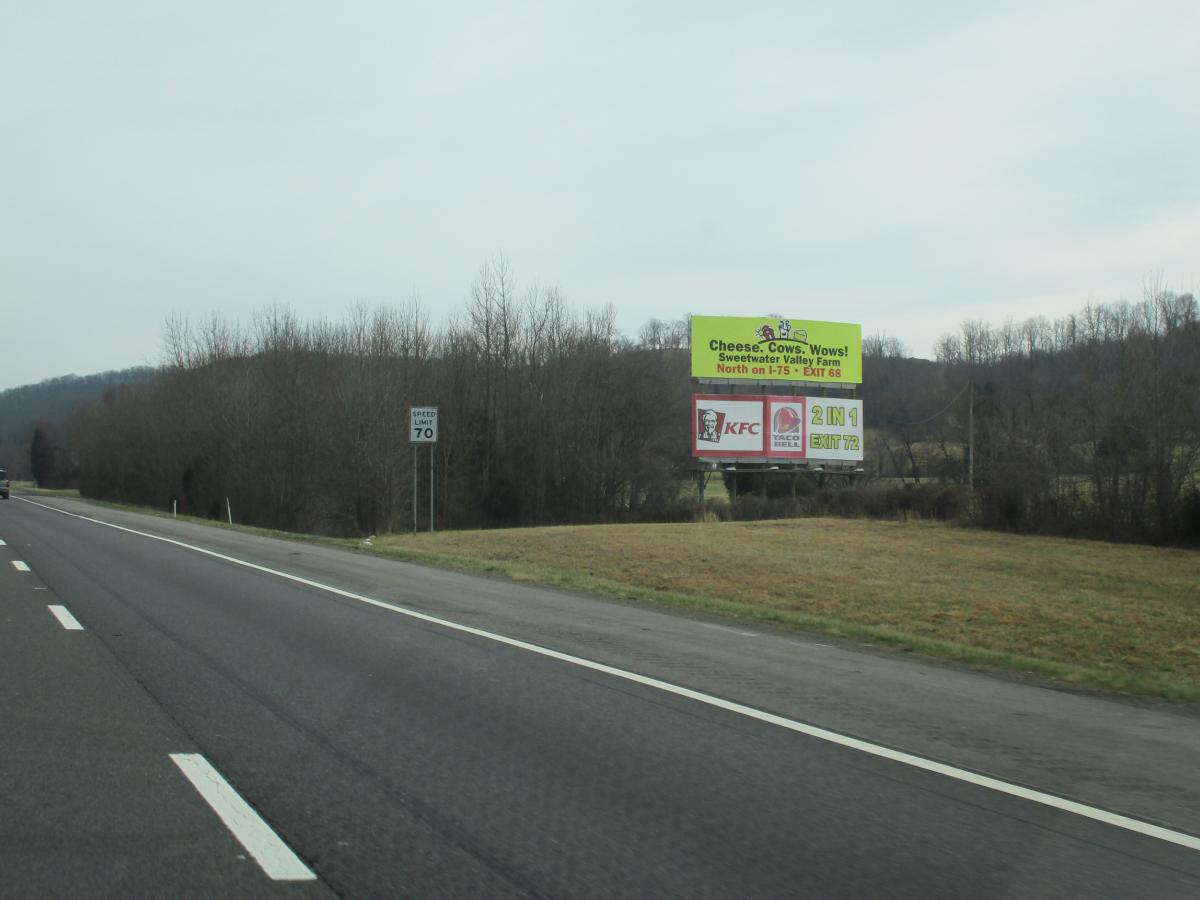 SPEED
LIMIT
70
Cheese. Cows. Wows!
Sweetwater Valley Farm
North on I-75 • EXIT 68
KFC
TACO
BELL
2 IN 1
EXIT 72